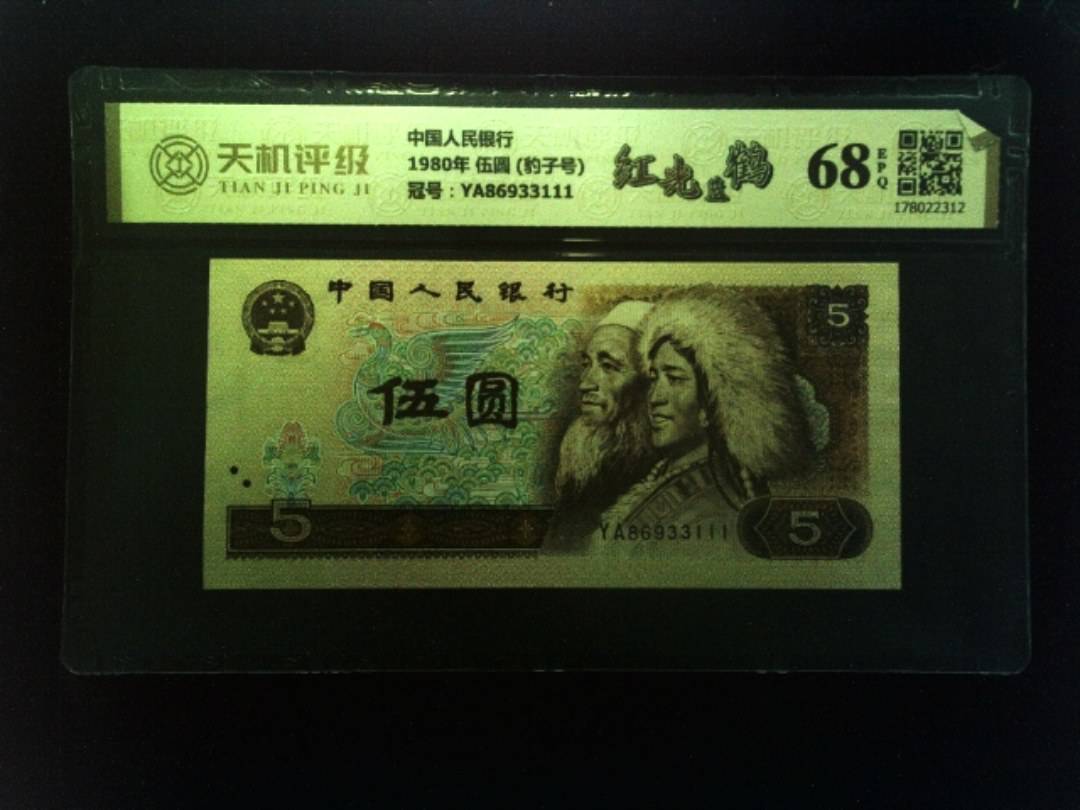 天机评级
TIAN JI PING JI
中国人民银行
1980年 伍圆 (豹子号)
冠号：YA86933111
红光蓝鹤
68
EPQ
178022312
中国人民银行
5
伍圆
5
YA86933111
5